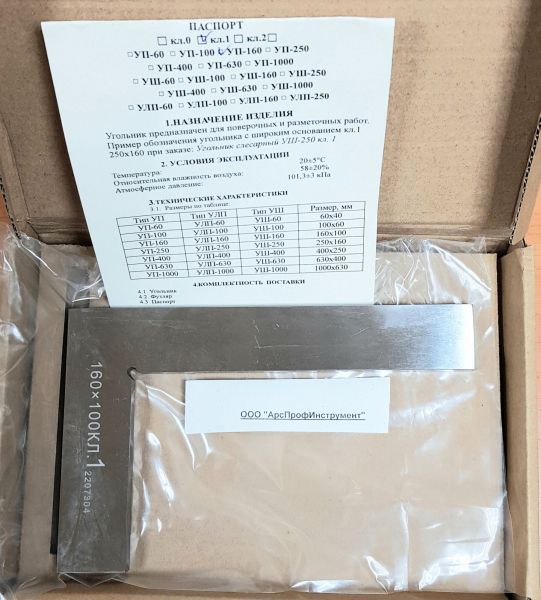 ПАСПОРТ
□ кл.0 ☑ кл.1 кл.2 □
□ УП-60 □ УП-100 ☑ УП-160 □ УП-250
□ УП-400 □ УП-630 □ УП-1000
□ УШ-60 □ УШ-100 □ УШ-160 □ УШ-250
□ УШ-400 □ УШ-630 □ УШ-1000
□ УЛП-60 □ УЛП-100 □ УЛП-160 □ УЛП-250
1.НАЗНАЧЕНИЕ ИЗДЕЛИЯ
Угольник предназначен для поверочных и разметочных работ.
Пример обозначения угольника с широким основанием кл.1
250х160 при заказе: Угольник слесарный УШ-250 кл. 1
2. УСЛОВИЯ ЭКСПЛУАТАЦИИ
Температура: 20±5°С
Относительная влажность воздуха: 58±20%
Атмосферное давление: 101,3±3 кПа
3.ТЕХНИЧЕСКИЕ ХАРАКТЕРИСТИКИ
3.1. Размеры по таблице:
Тип УП Тип УЛП Тип УШ Размер, мм
УП-60 УЛП-60 УШ-60 60х40
УП-100 УЛП-100 УШ-100 100х60
УП-160 УЛП-160 УШ-160 160х100
УП-250 УЛП-250 УШ-250 250х160
УП-400 УЛП-400 УШ-400 400х250
УП-630 УЛП-630 УШ-630 630х400
УП-1000 УЛП-1000 УШ-1000 1000х630
4.КОМПЛЕКТНОСТЬ ПОСТАВКИ
4.1. Угольник
4.2. Футляр
4.3. Паспорт
160×100КЛ.1
2207304
ООО "АрсПрофИнструмент"